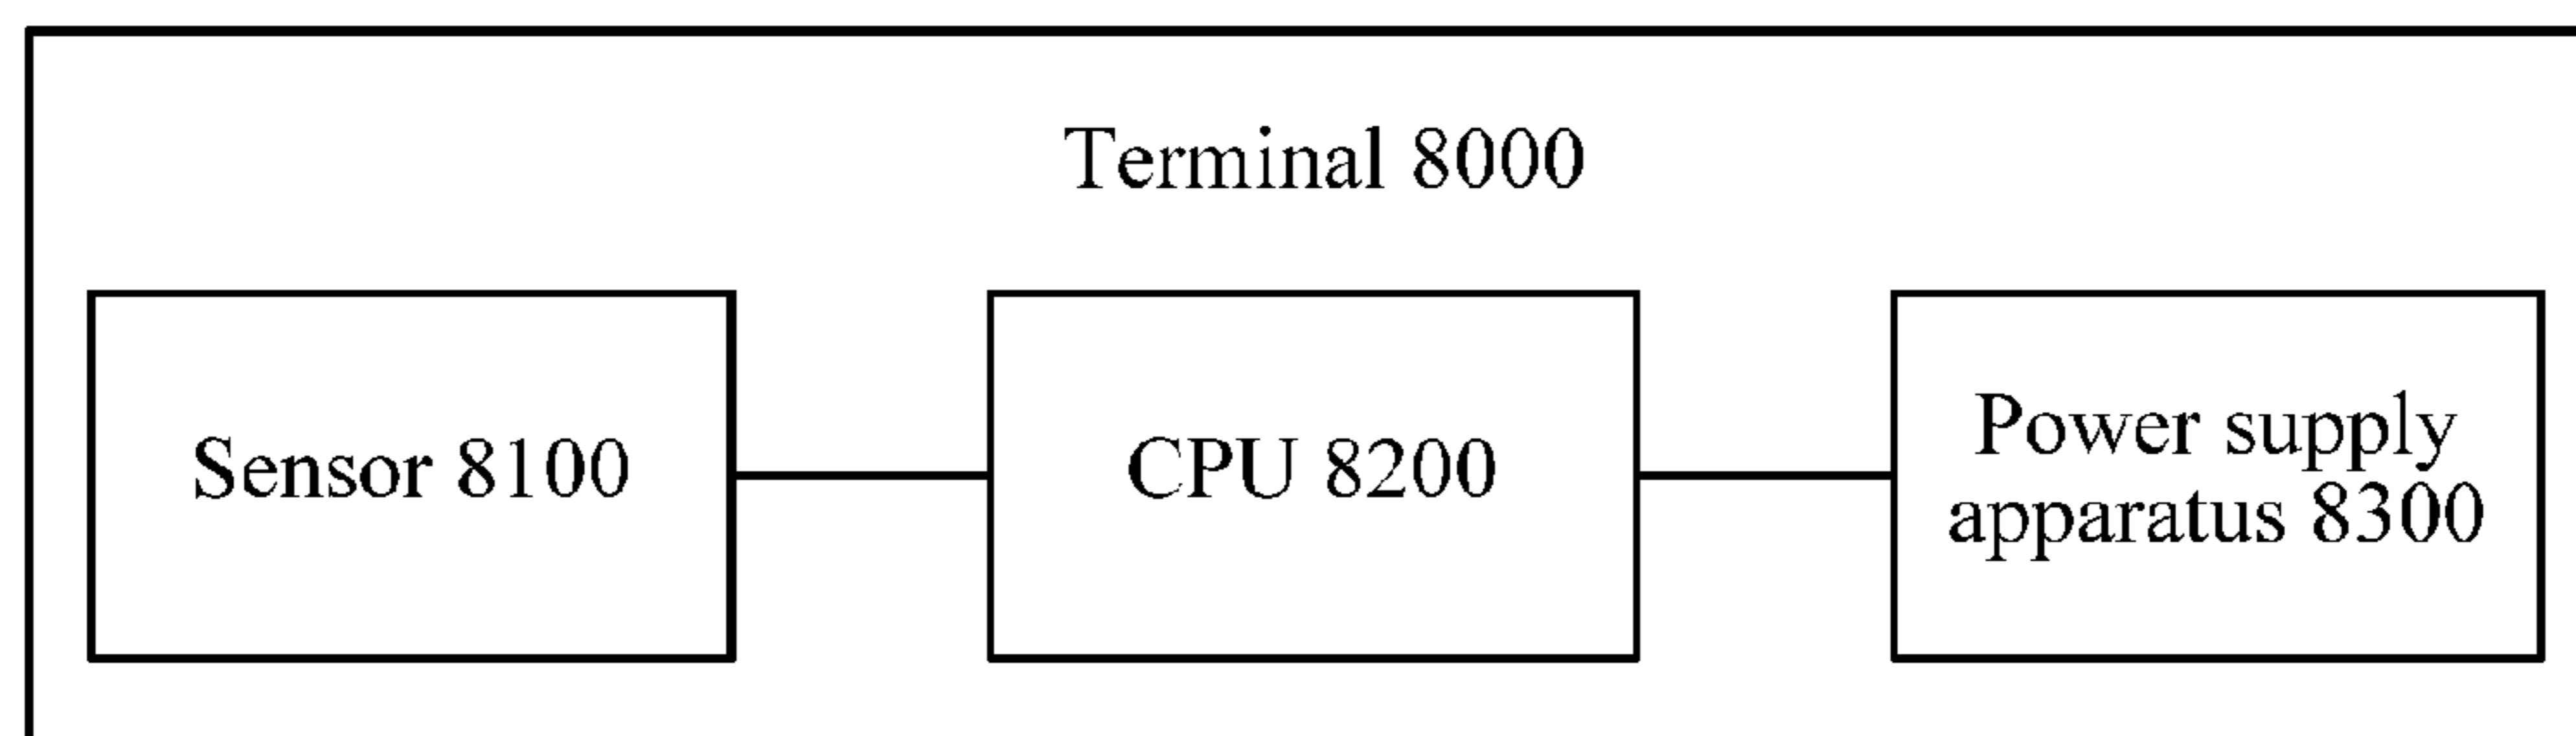 Terminal 8000
Sensor 8100
CPU 8200
Power supply
apparatus 8300